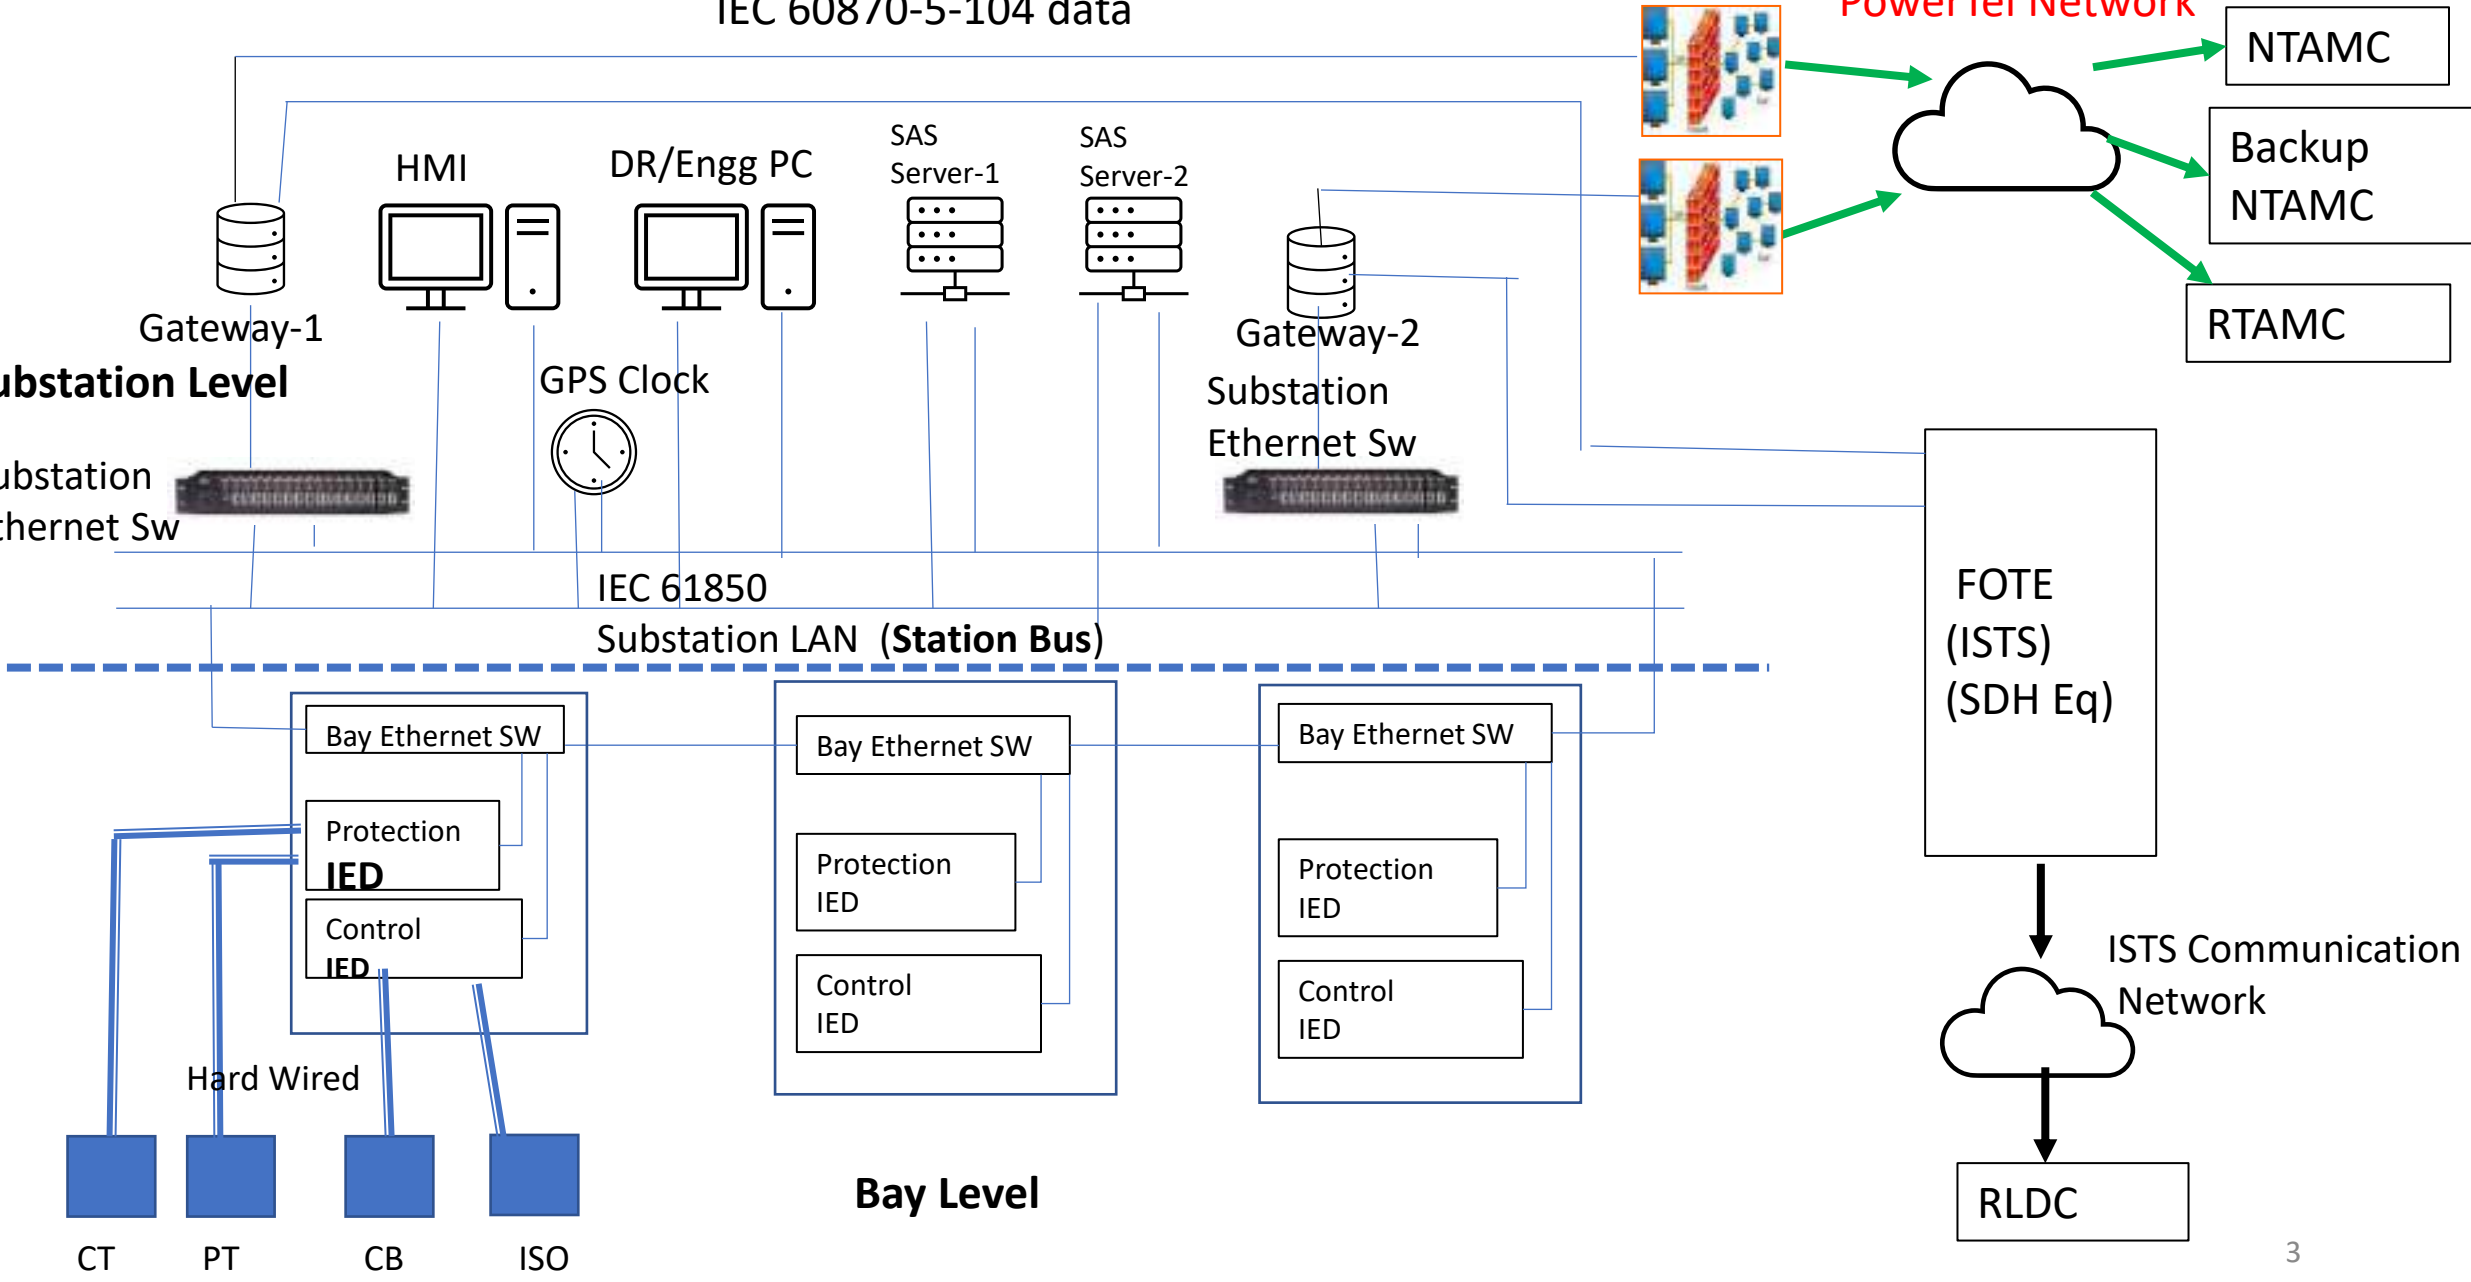 IEC 60870-5-104 data
PowerTel Network
NTAMC
Backup
NTAMC
RTAMC
SAS
Server-1
SAS
Server-2
HMI
DR/Engg PC
Gateway-1
Gateway-2
ubstation Level
GPS Clock
Substation
Ethernet Sw
ubstation
thernet Sw
IEC 61850
Substation LAN (Station Bus)
FOTE
(ISTS)
(SDH Eq)
Bay Ethernet SW
Protection
IED
Control
IED
Bay Ethernet SW
Protection
IED
Control
IED
Bay Ethernet SW
Protection
IED
Control
IED
ISTS Communication
Network
Hard Wired
Bay Level
RLDC
CT
PT
CB
ISO
3